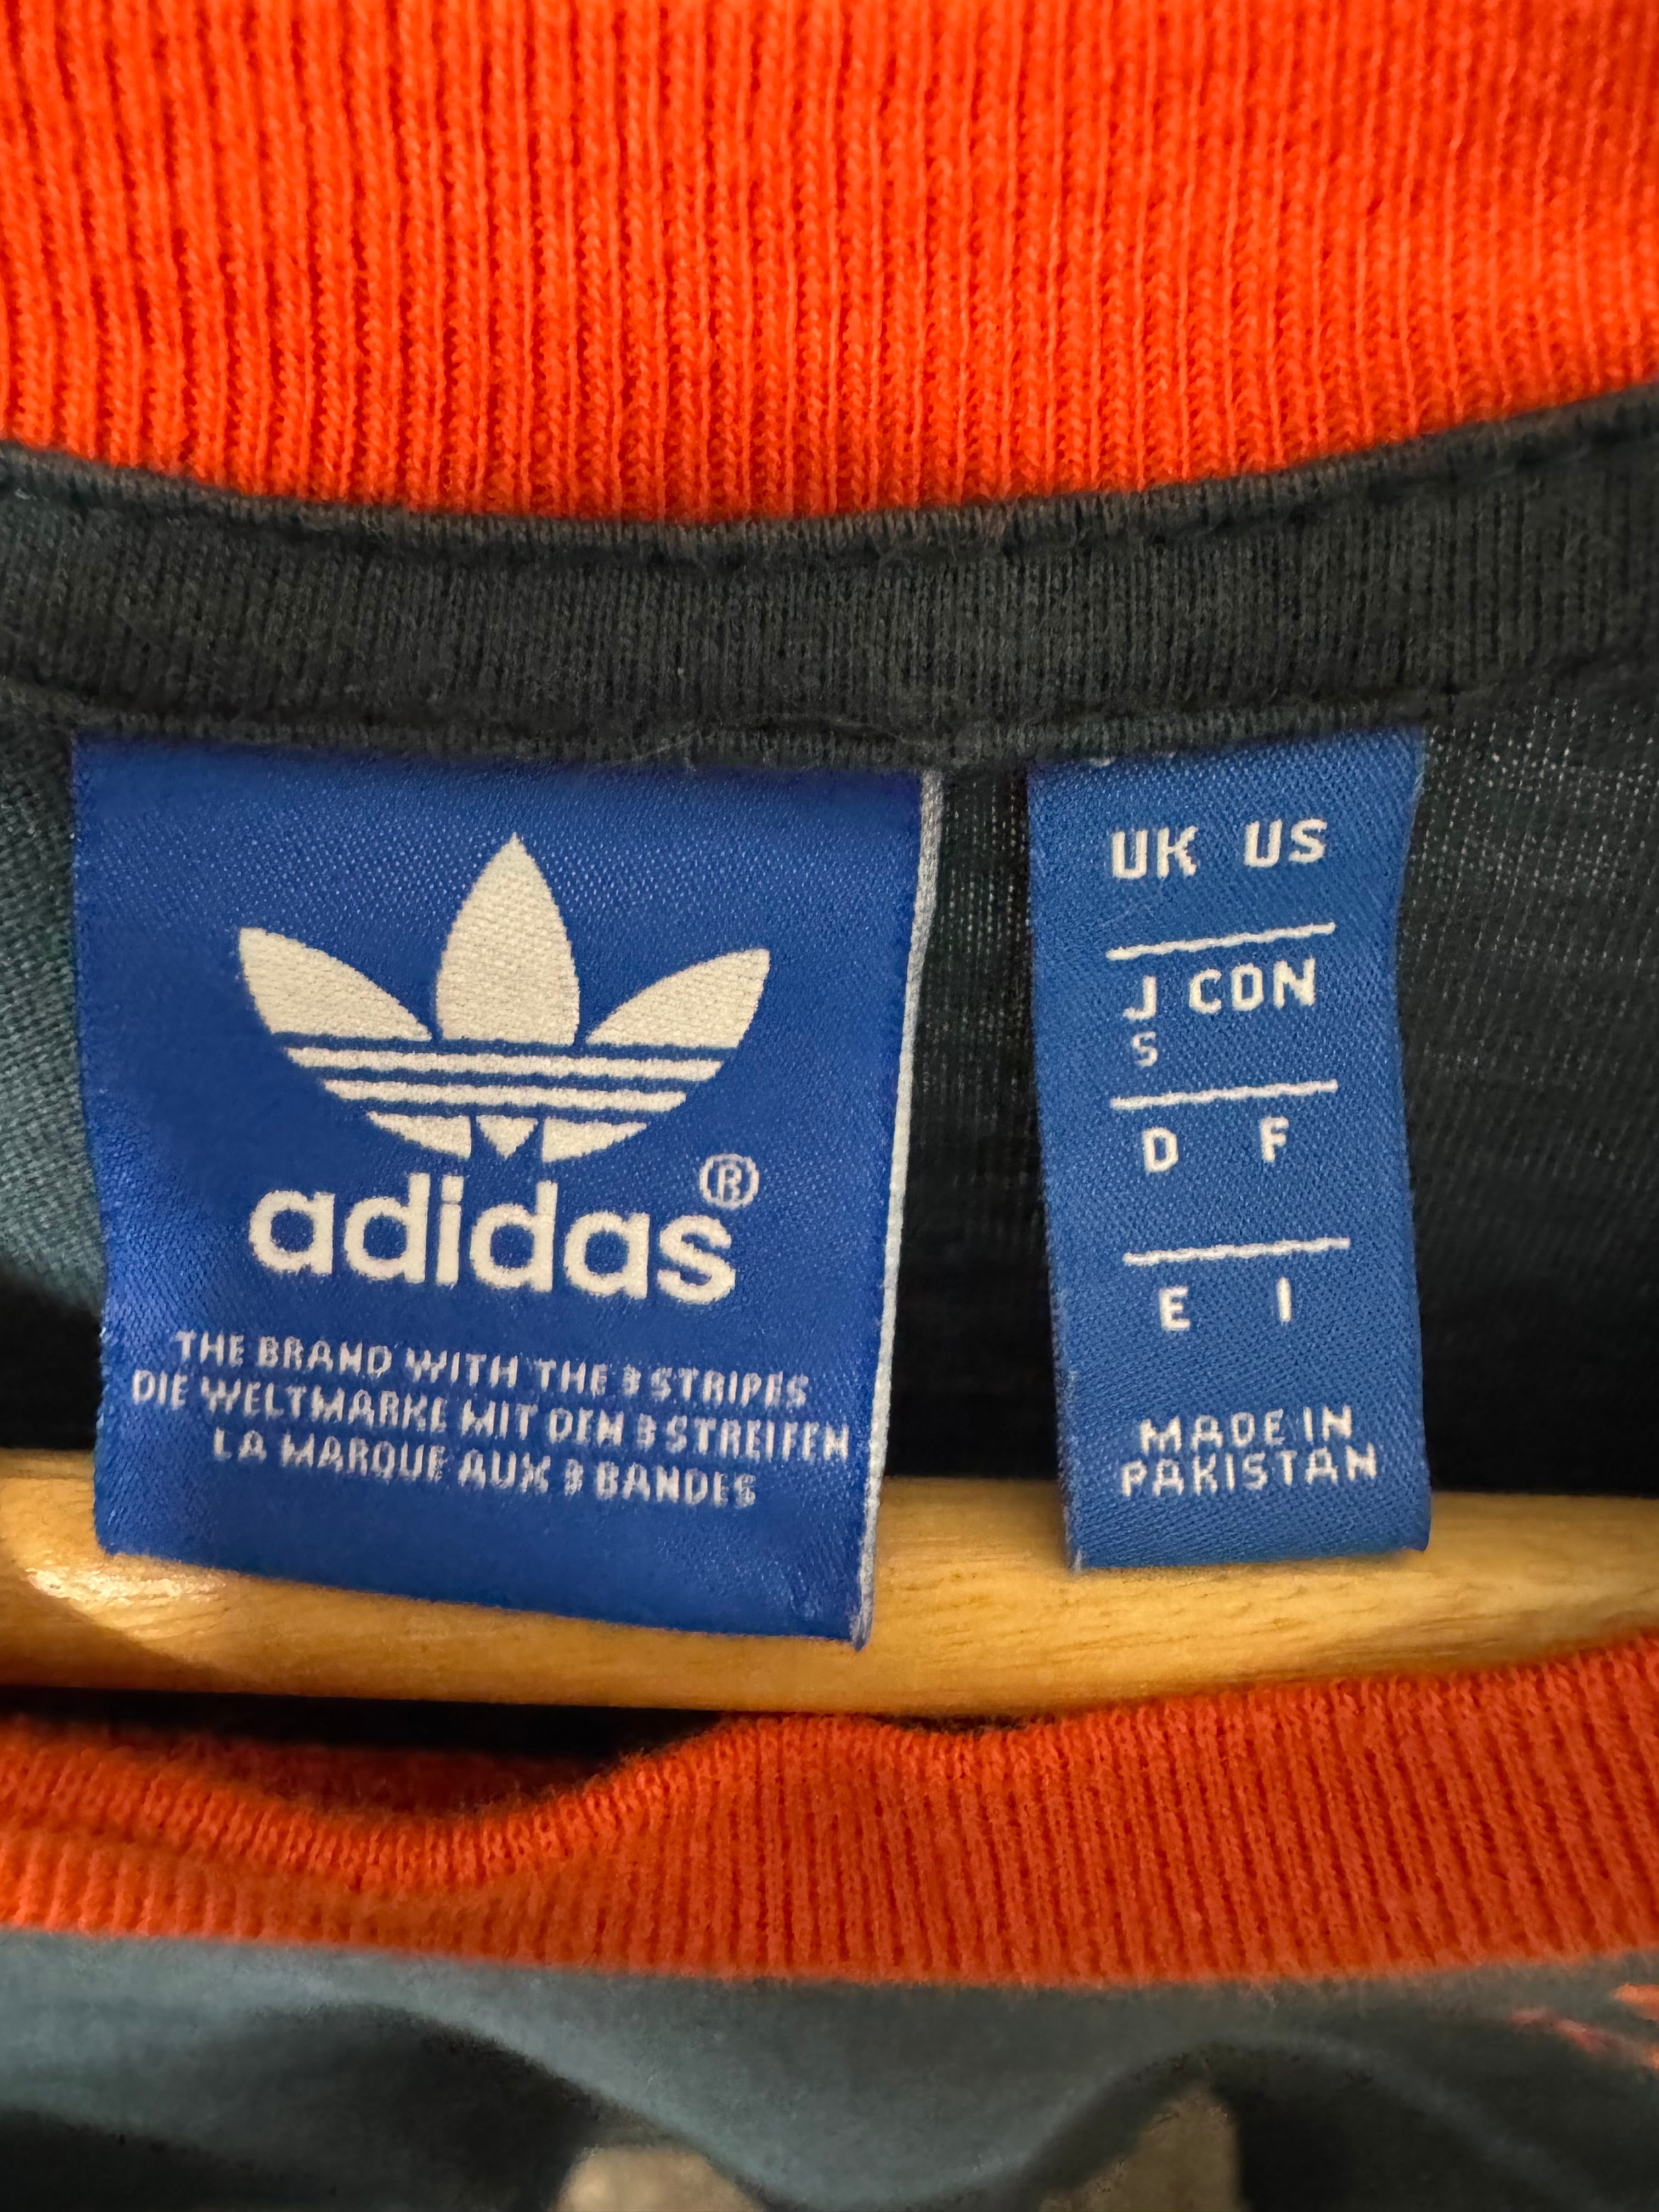 adidas®
THE BRAND WITH THE 3 STRIPES
DIE WELTMARKE MIT DEN 3 STREIFEN
LA MARQUE AUX 3 BANDES
UK US
J CDN
S
D F
E I
MADE IN
PAKISTAN